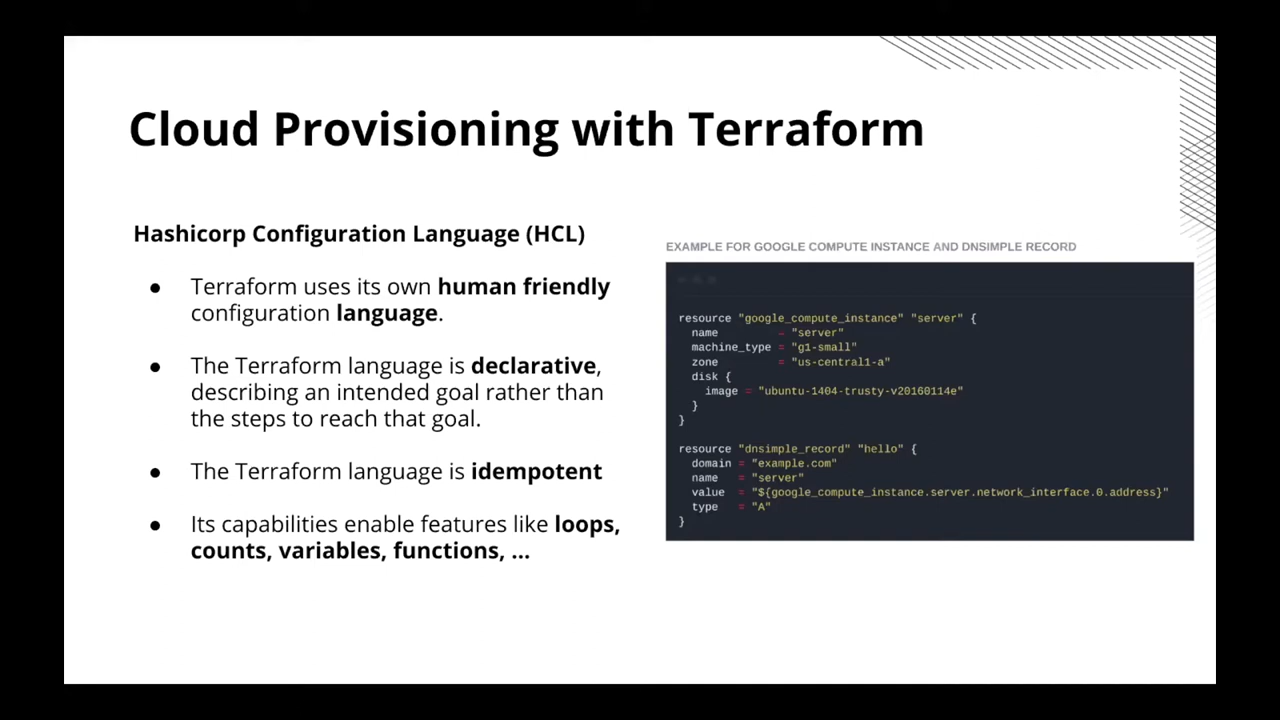 Cloud Provisioning with Terraform
Hashicorp Configuration Language (HCL)
● Terraform uses its own human friendly
configuration language.
● The Terraform language is declarative,
describing an intended goal rather than
the steps to reach that goal.
● The Terraform language is idempotent
● Its capabilities enable features like loops,
counts, variables, functions, ...
EXAMPLE FOR GOOGLE COMPUTE INSTANCE AND DNSIMPLE RECORD
resource "google_compute_instance" "server" {
  name         = "server"
  machine_type = "g1-small"
  zone         = "us-central1-a"
  disk {
    image = "ubuntu-1404-trusty-v20160114e"
  }
}
resource "dnsimple_record" "hello" {
  domain = "example.com"
  name   = "server"
  value  = "${google_compute_instance.server.network_interface.0.address}"
  type   = "A"
}